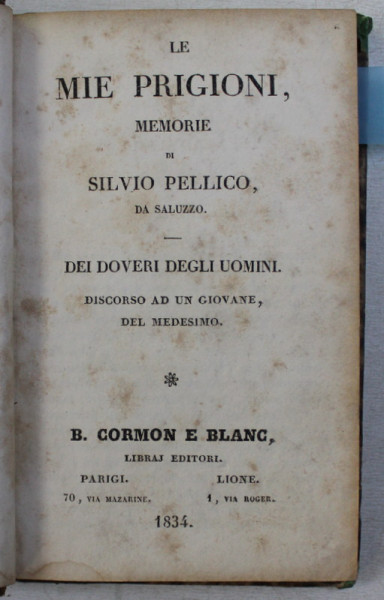 LE
MIE PRIGIONI,
MEMORIE
DI
SILVIO PELLICO,
DA SALUZZO.
DEI DOVERI DEGLI UOMINI.
DISCORSO AD UN GIOVANE,
DEL MEDESIMO.
B. CORMON E BLANC,
LIBRAJ EDITORI.
PARIGI. LIONE.
70, VIA MAZARINE. 1, VIA ROGER.
1834.